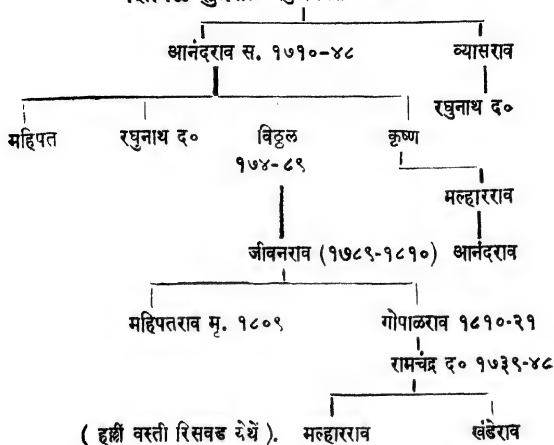 आनंदराव स. १७१०-४८ व्यासराव
रघुनाथ द०
महिपत रघुनाथ द० विठ्ठल कृष्ण
१७४-८९
मल्हारराव
जीवनराव (१७८९-१८१०) आनंदराव
महिपतराव मृ. १८०९ गोपाळराव १८१०-२१
रामचंद्र द० १७३९-४८
( हल्लीं वस्ती रिसवड येथें ). मल्हारराव खंडेराव